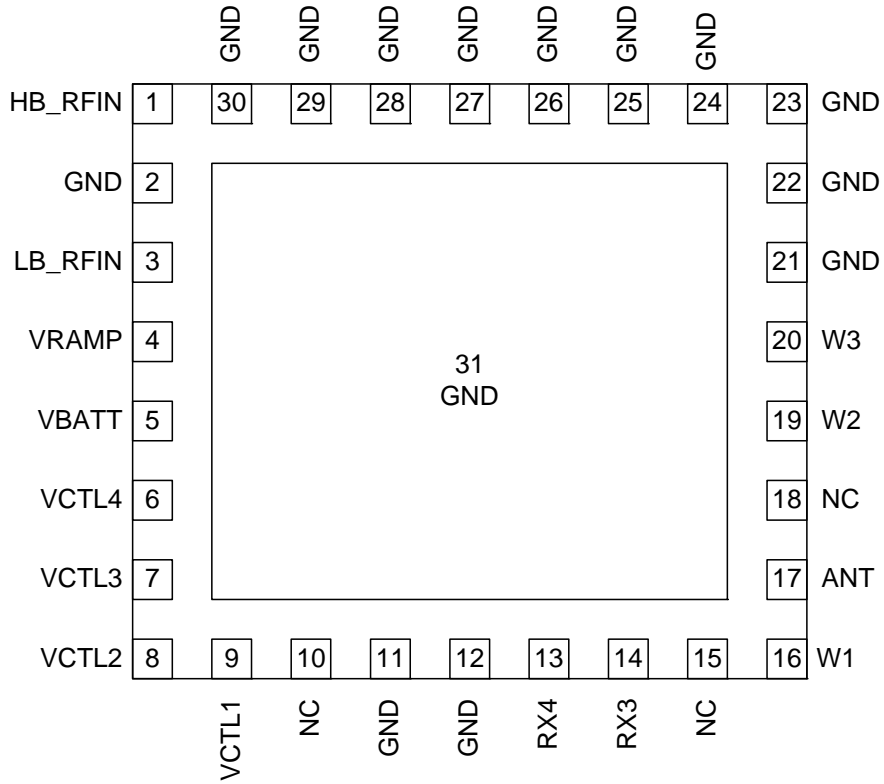 GND GND GND GND GND GND GND
HB_RFIN 1 30 29 28 27 26 25 24 23 GND
GND 2 22 GND
LB_RFIN 3 21 GND
VRAMP 4 20 W3
31
GND
VBATT 5 19 W2
VCTL4 6 18 NC
VCTL3 7 17 ANT
VCTL2 8 9 10 11 12 13 14 15 16 W1
VCTL1 NC GND GND RX4 RX3 NC